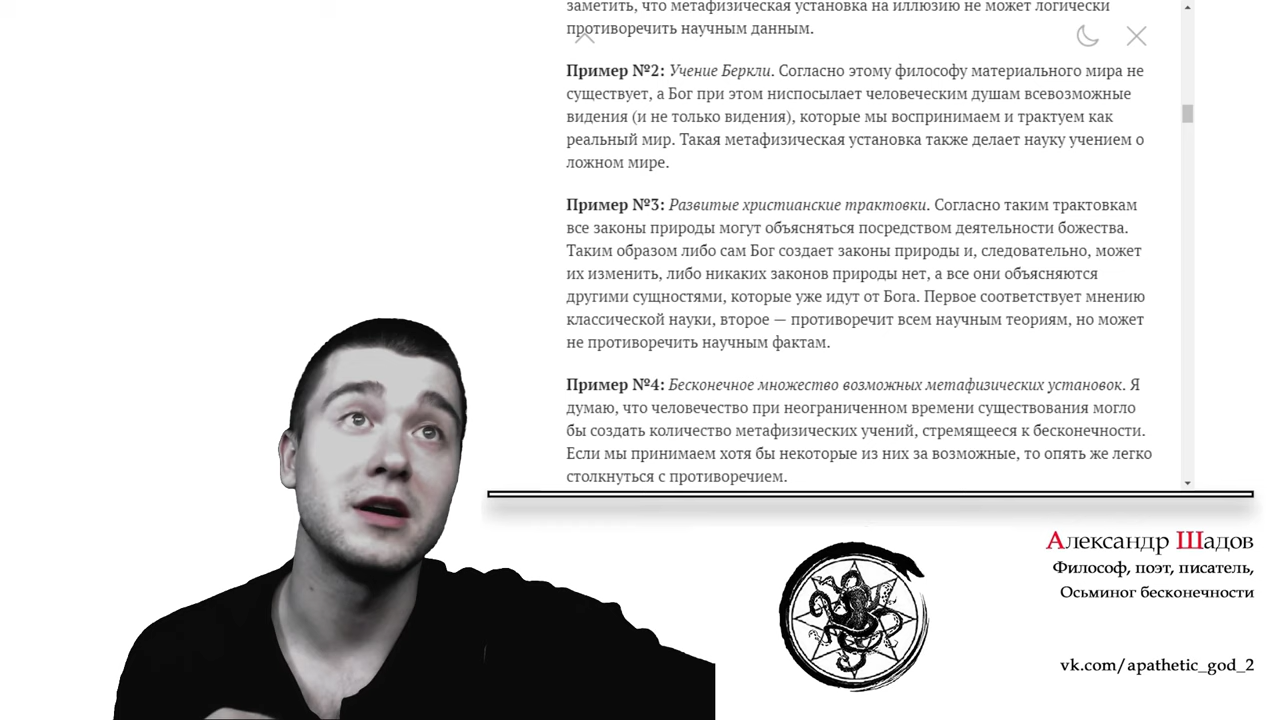 заметить, что метафизическая установка на иллюзию не может логически
противоречить научным данным.
Пример №2: Учение Беркли. Согласно этому философу материального мира не
существует, а Бог при этом ниспосылает человеческим душам всевозможные
видения (и не только видения), которые мы воспринимаем и трактуем как
реальный мир. Такая метафизическая установка также делает науку учением о
ложном мире.
Пример №3: Развитые христианские трактовки. Согласно таким трактовкам
все законы природы могут объясняться посредством деятельности божества.
Таким образом либо сам Бог создает законы природы и, следовательно, может
их изменить, либо никаких законов природы нет, а все они объясняются
другими сущностями, которые уже идут от Бога. Первое соответствует мнению
классической науки, второе — противоречит всем научным теориям, но может
не противоречить научным фактам.
Пример №4: Бесконечное множество возможных метафизических установок. Я
думаю, что человечество при неограниченном времени существования могло
бы создать количество метафизических учений, стремящееся к бесконечности.
Если мы принимаем хотя бы некоторые из них за возможные, то опять же легко
столкнуться с противоречием.
Александр Шадов
Философ, поэт, писатель,
Осьминог бесконечности
vk.com/apathetic_god_2